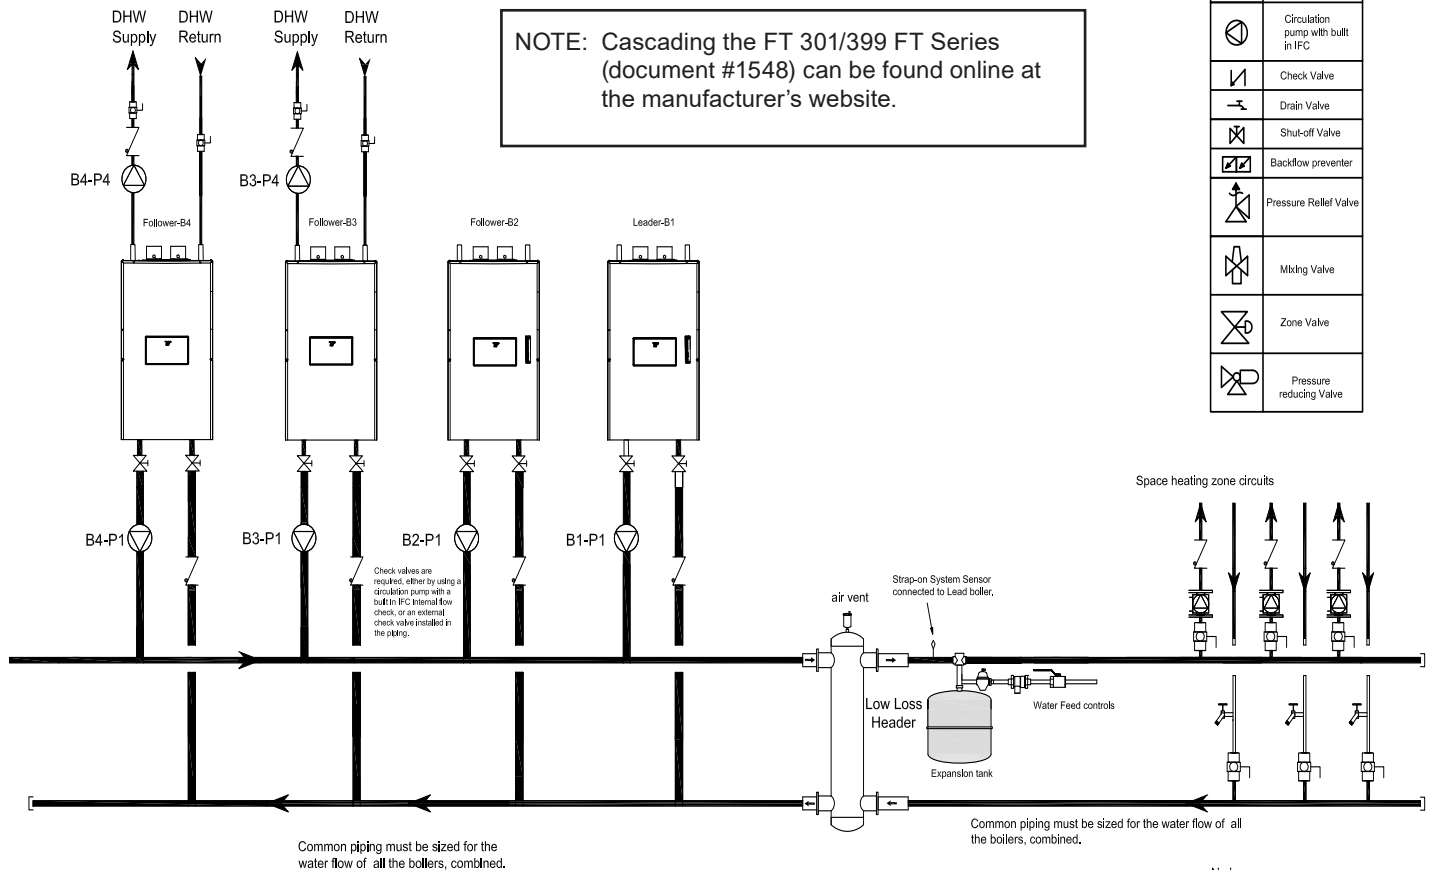 DHW
Supply
DHW
Return
DHW
Supply
DHW
Return
NOTE: Cascading the FT 301/399 FT Series
(document #1548) can be found online at
the manufacturer's website.
Circulation
pump with built
in IFC
Check Valve
Drain Valve
Shut-off Valve
Backflow preventer
Pressure Relief Valve
Mixing Valve
Zone Valve
Pressure
reducing Valve
B4-P4
B3-P4
Follower-B4
Follower-B3
Follower-B2
Leader-B1
B4-P1
B3-P1
B2-P1
B1-P1
Check valves are
required, either by using a
circulation pump with a
built in IFC internal flow
check, or an external
check valve installed in
the piping.
Space heating zone circuits
Strap-on System Sensor
connected to Lead boiler.
air vent
Low Loss
Header
Water Feed controls
Expansion tank
Common piping must be sized for the
water flow of all the boilers, combined.
Common piping must be sized for the water flow of all
the boilers, combined.